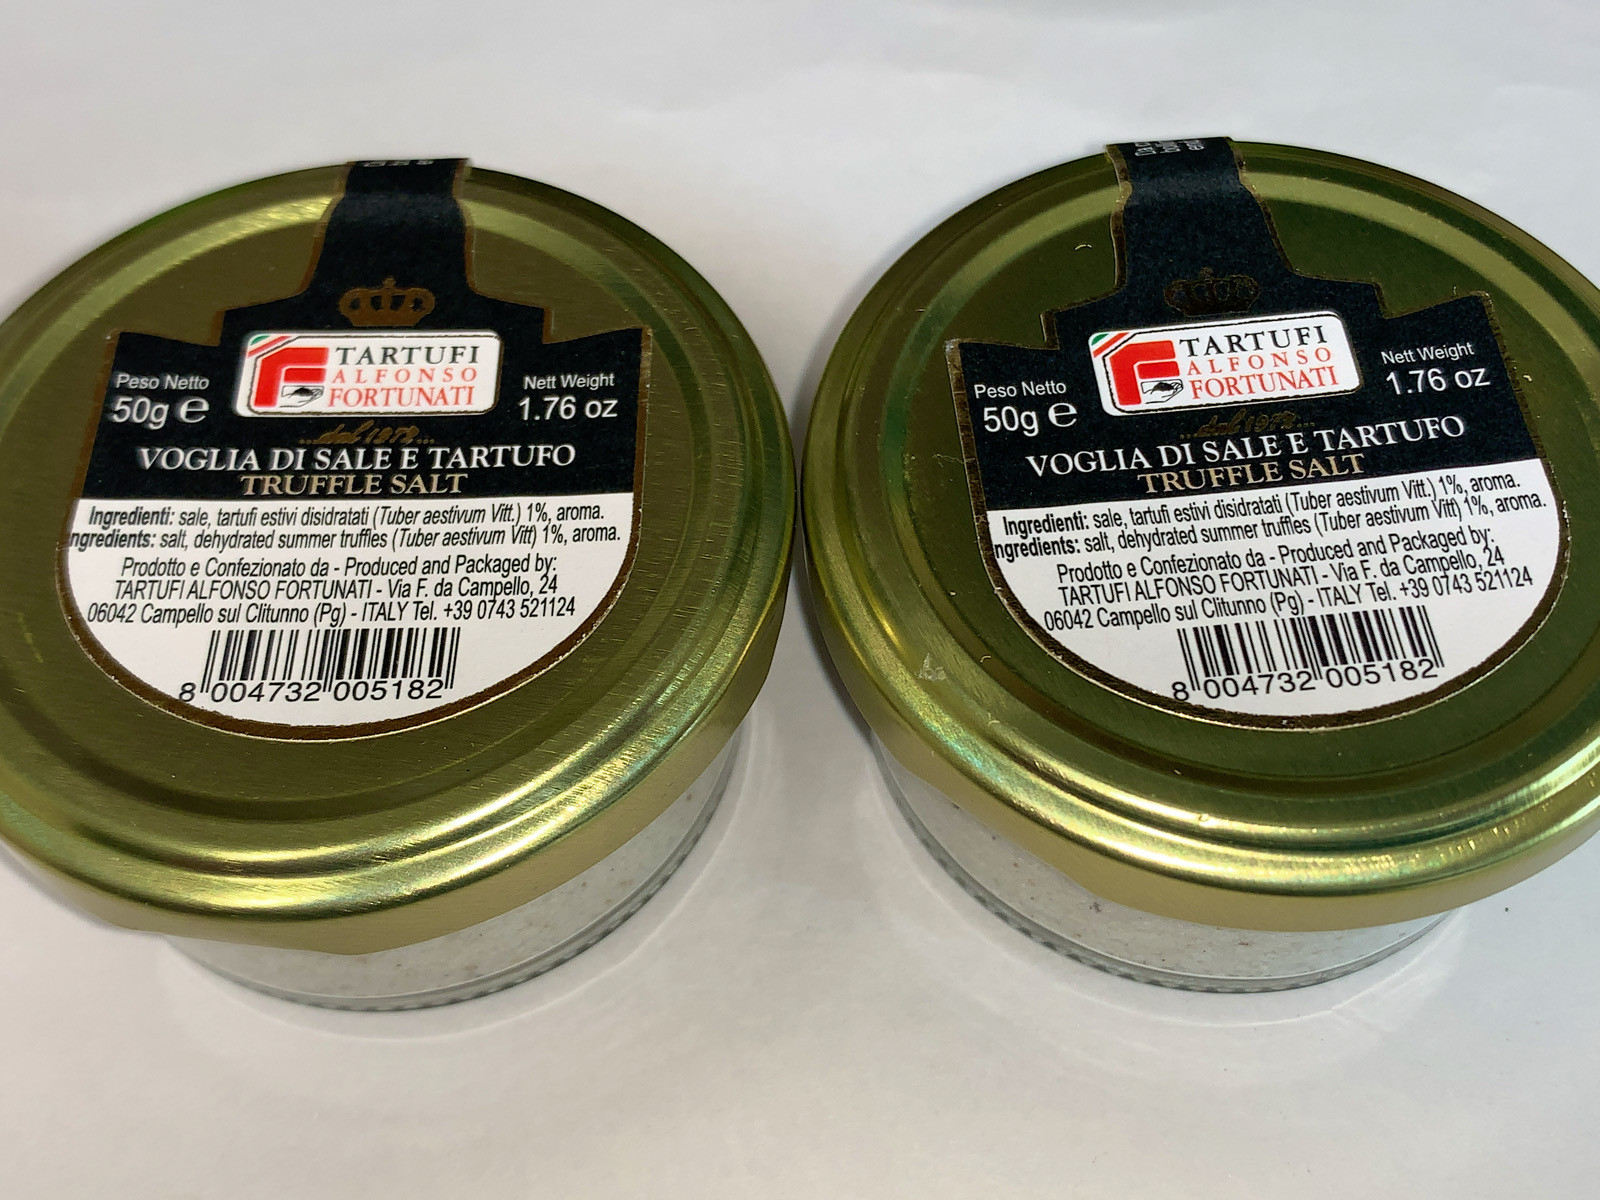 TARTUFI
ALFONSO
FORTUNATI
Peso Netto
50g e
Nett Weight
1.76 oz
...dal 1972...
VOGLIA DI SALE E TARTUFO
TRUFFLE SALT
Ingredienti: sale, tartufi estivi disidratati (Tuber aestivum Vitt.) 1%, aroma.
ngredients: salt, dehydrated summer truffles (Tuber aestivum Vitt) 1%, aroma.
Prodotto e Confezionato da - Produced and Packaged by:
TARTUFI ALFONSO FORTUNATI - Via F. da Campello, 24
06042 Campello sul Clitunno (Pg) - ITALY Tel. +39 0743 521124
8 004732 005182
TARTUFI
ALFONSO
FORTUNATI
Peso Netto
50g e
Nett Weight
1.76 oz
...dal 1972...
VOGLIA DI SALE E TARTUFO
TRUFFLE SALT
Ingredienti: sale, tartufi estivi disidratati (Tuber aestivum Vitt.) 1%, aroma.
ngredients: salt, dehydrated summer truffles (Tuber aestivum Vitt) 1%, aroma.
Prodotto e Confezionato da - Produced and Packaged by:
TARTUFI ALFONSO FORTUNATI - Via F. da Campello, 24
06042 Campello sul Clitunno (Pg) - ITALY Tel. +39 0743 521124
8 004732 005182